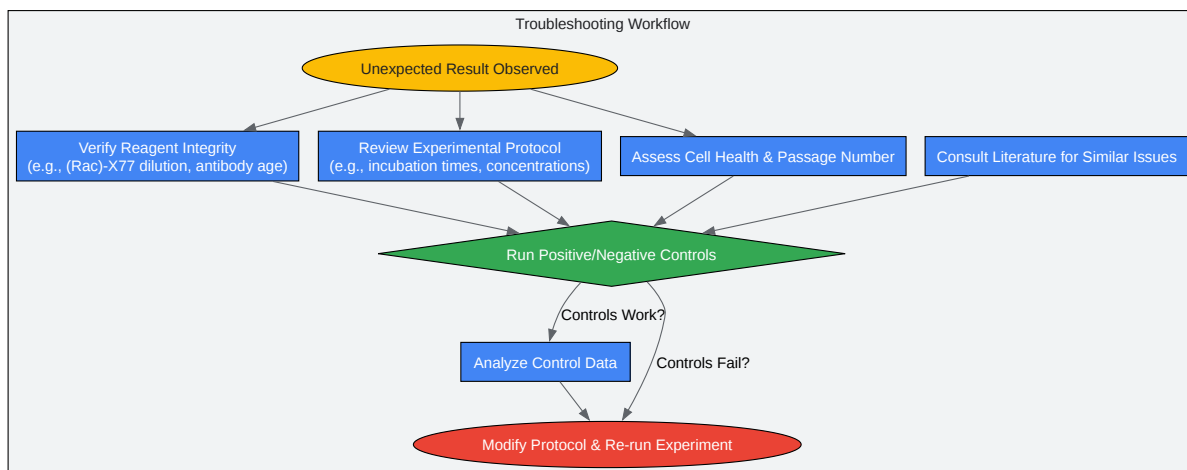 Troubleshooting Workflow
Unexpected Result Observed
Verify Reagent Integrity
(e.g., (Rac)-X77 dilution, antibody age)
Review Experimental Protocol
(e.g., incubation times, concentrations)
Assess Cell Health & Passage Number
Consult Literature for Similar Issues
Run Positive/Negative Controls
Controls Work?
Analyze Control Data
Controls Fail?
Modify Protocol & Re-run Experiment